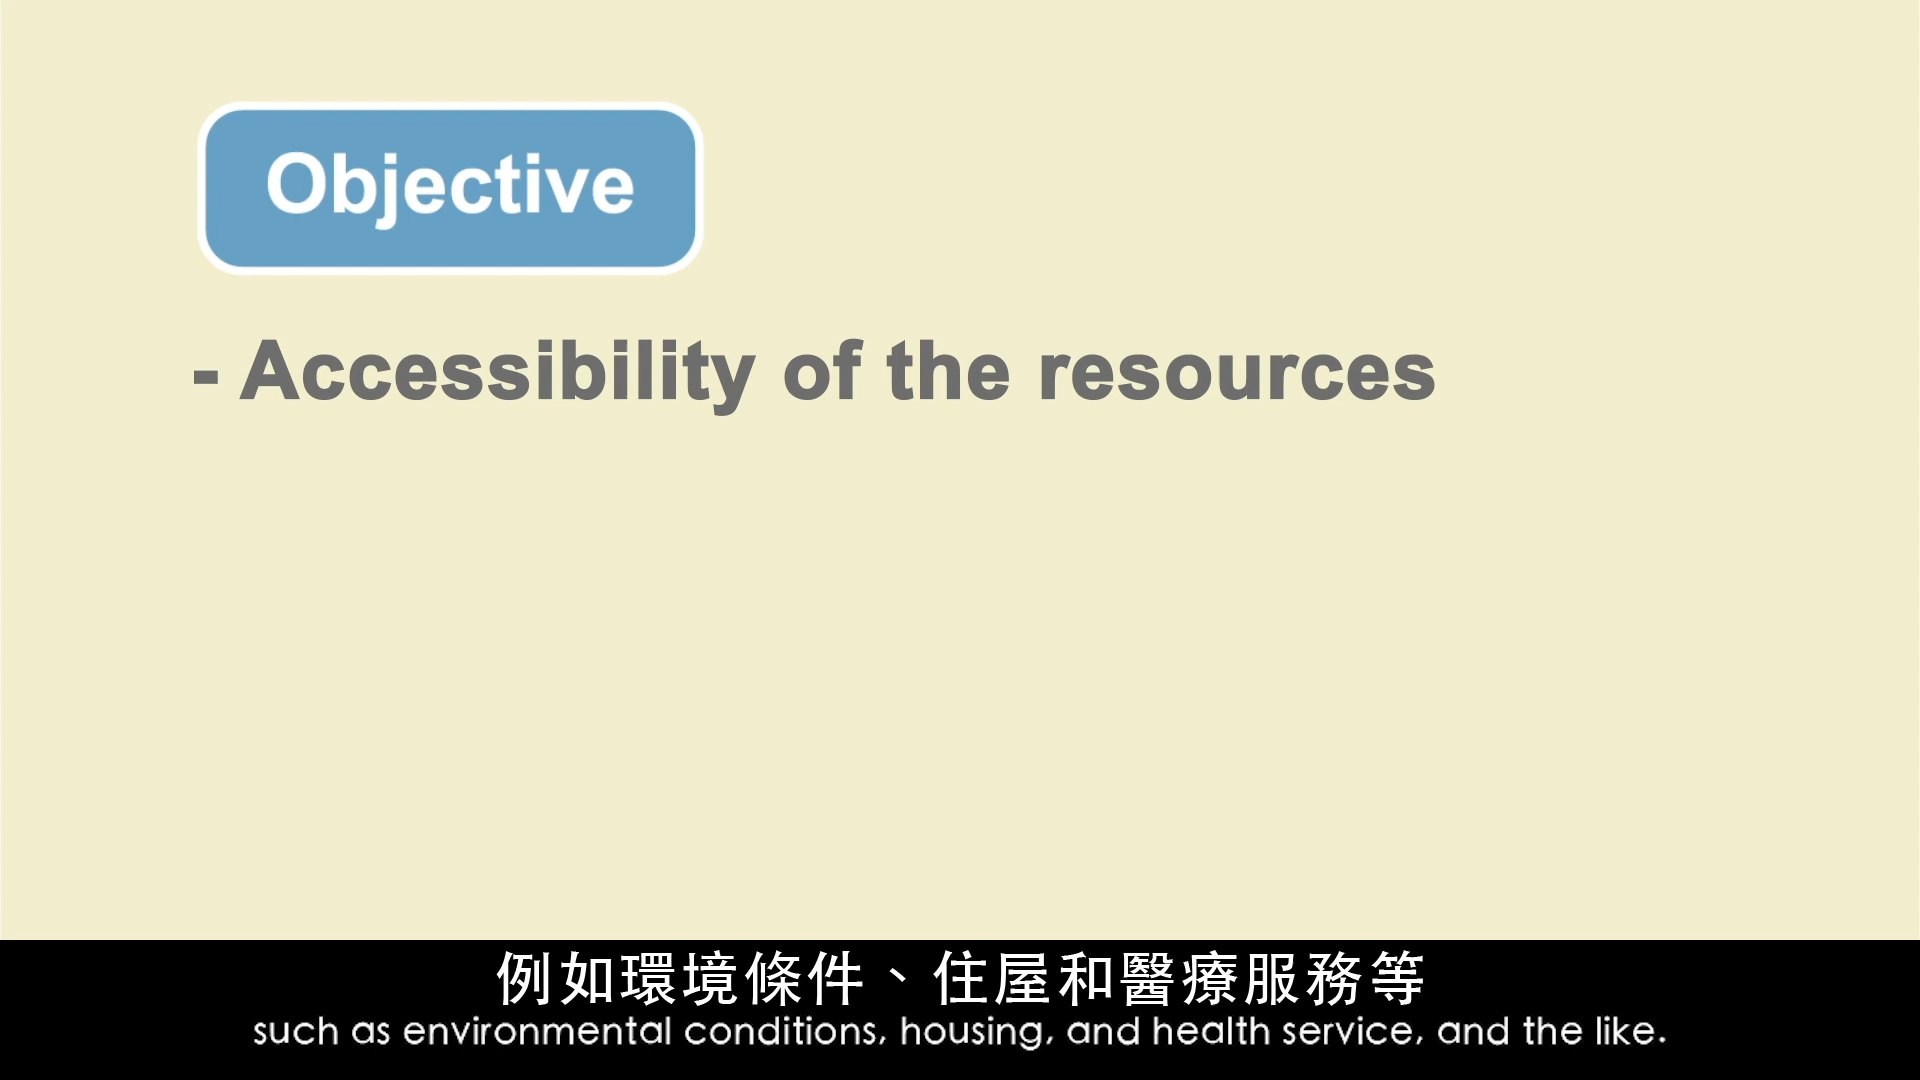 Objective
- Accessibility of the resources
例如環境條件、住屋和醫療服務等
such as environmental conditions, housing, and health service, and the like.